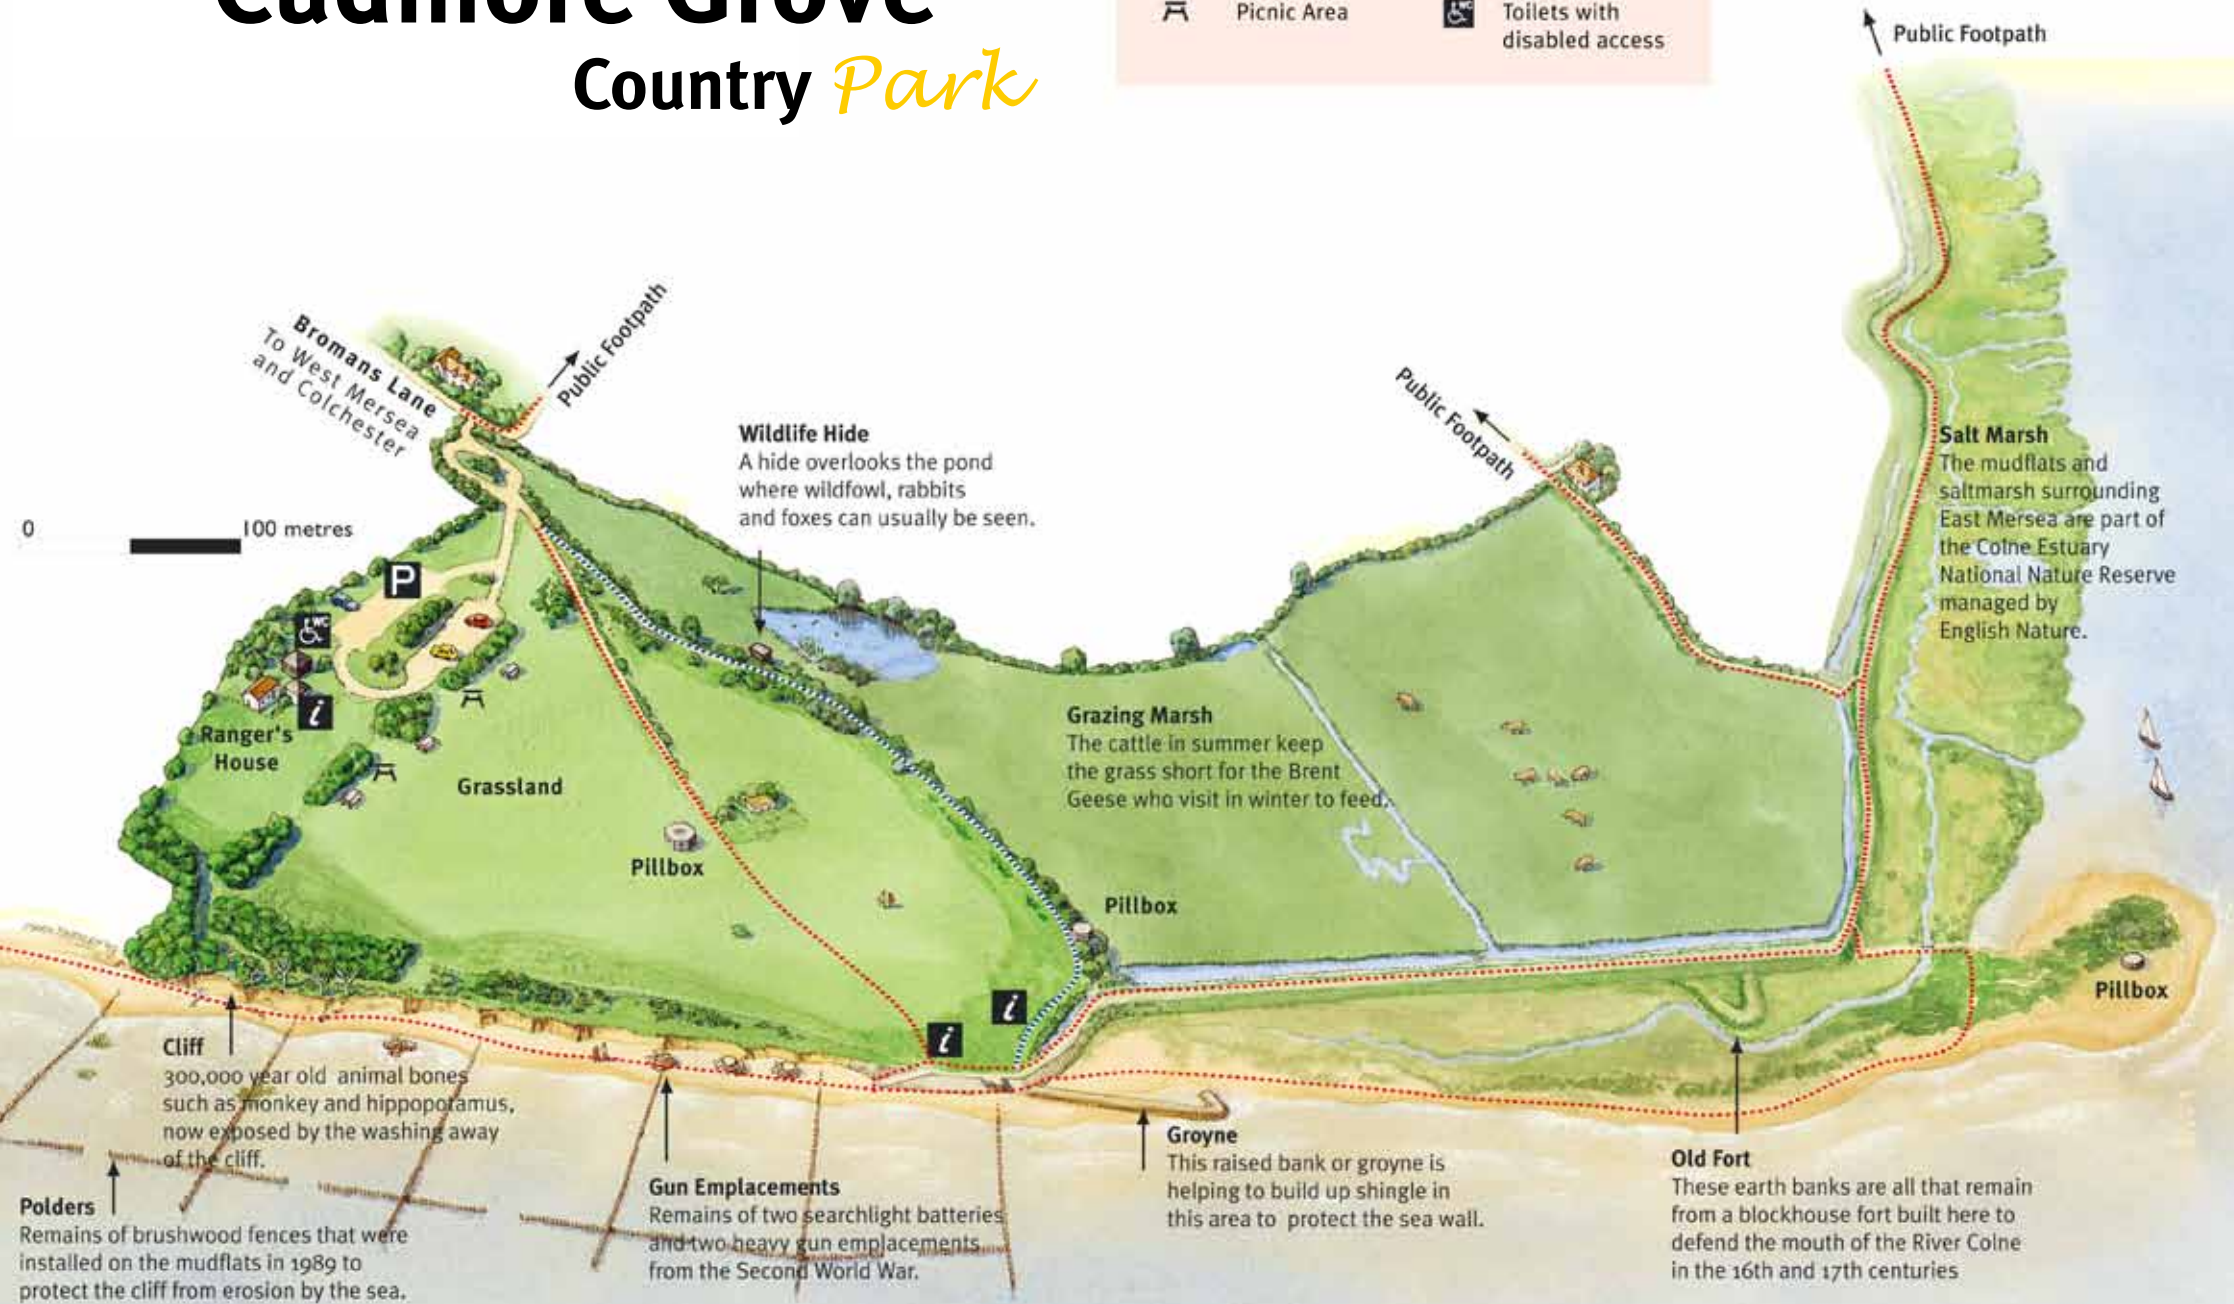 Cudmore Grove
Country Park
Picnic Area
Toilets with
disabled access
Public Footpath
Bromans Lane
To West Mersea
and Colchester
Public Footpath
Wildlife Hide
A hide overlooks the pond
where wildfowl, rabbits
and foxes can usually be seen.
Public Footpath
Salt Marsh
The mudflats and
saltmarsh surrounding
East Mersea are part of
the Colne Estuary
National Nature Reserve
managed by
English Nature.
0 100 metres
P
WC
i
Ranger's
House
Grassland
Pillbox
Grazing Marsh
The cattle in summer keep
the grass short for the Brent
Geese who visit in winter to feed.
Pillbox
Pillbox
i
i
Cliff
300,000 year old animal bones
such as monkey and hippopotamus,
now exposed by the washing away
of the cliff.
Polders
Remains of brushwood fences that were
installed on the mudflats in 1989 to
protect the cliff from erosion by the sea.
Gun Emplacements
Remains of two searchlight batteries
and two heavy gun emplacements
from the Second World War.
Groyne
This raised bank or groyne is
helping to build up shingle in
this area to protect the sea wall.
Old Fort
These earth banks are all that remain
from a blockhouse fort built here to
defend the mouth of the River Colne
in the 16th and 17th centuries